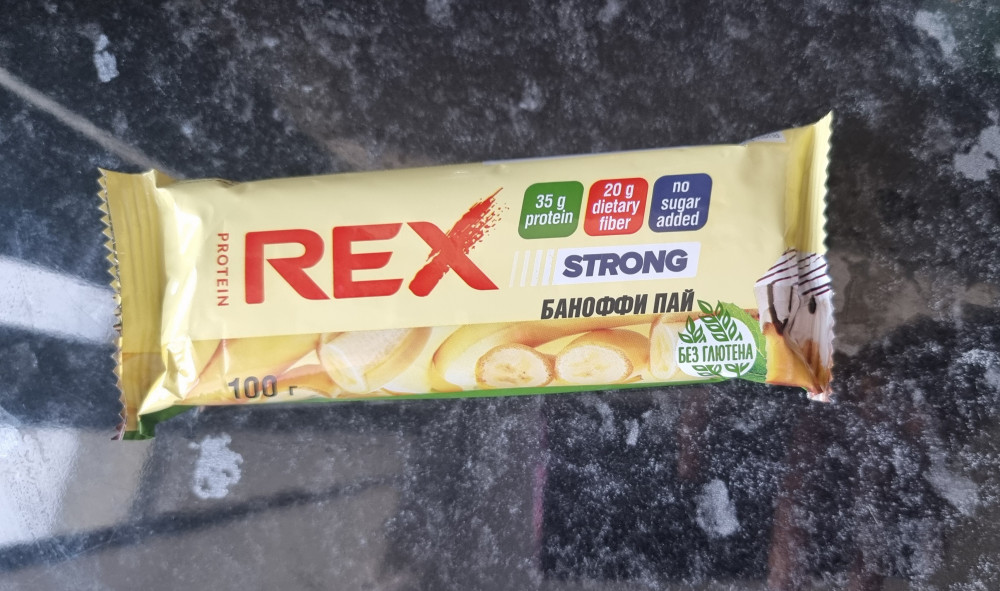 PROTEIN
REX
35 g
protein
20 g
dietary
fiber
no
sugar
added
STRONG
БАНОФФИ ПАЙ
БЕЗ ГЛЮТЕНА
100 г